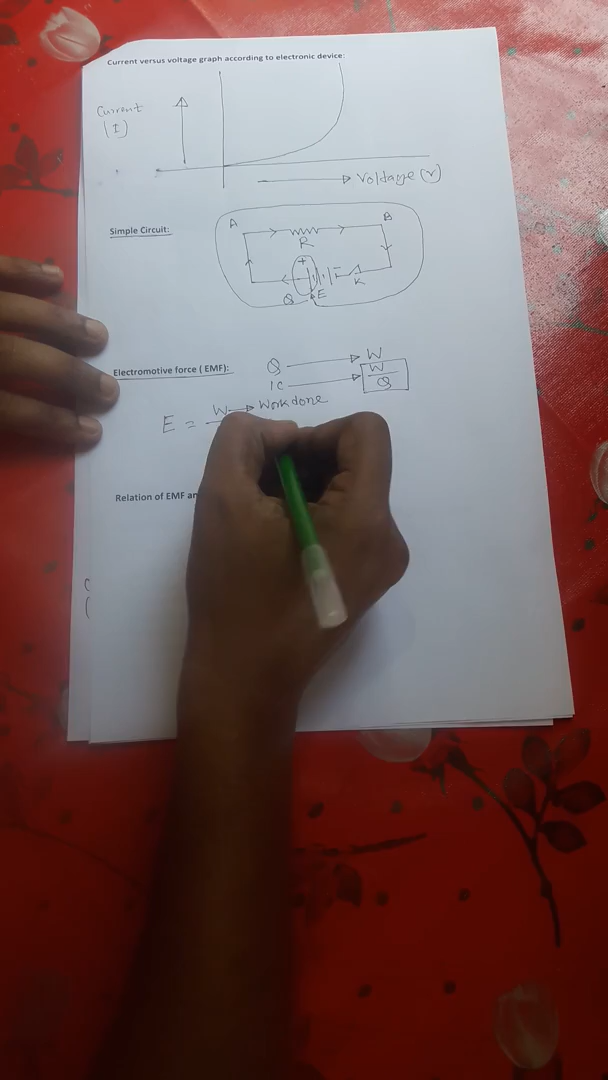 Current versus voltage graph according to electronic device:
Current
(I)
Voltage (V)
Simple Circuit:
A
B
R
+
Q
E
K
Electromotive force ( EMF):
Q W
1C W/Q
E = W Work done
Relation of EMF